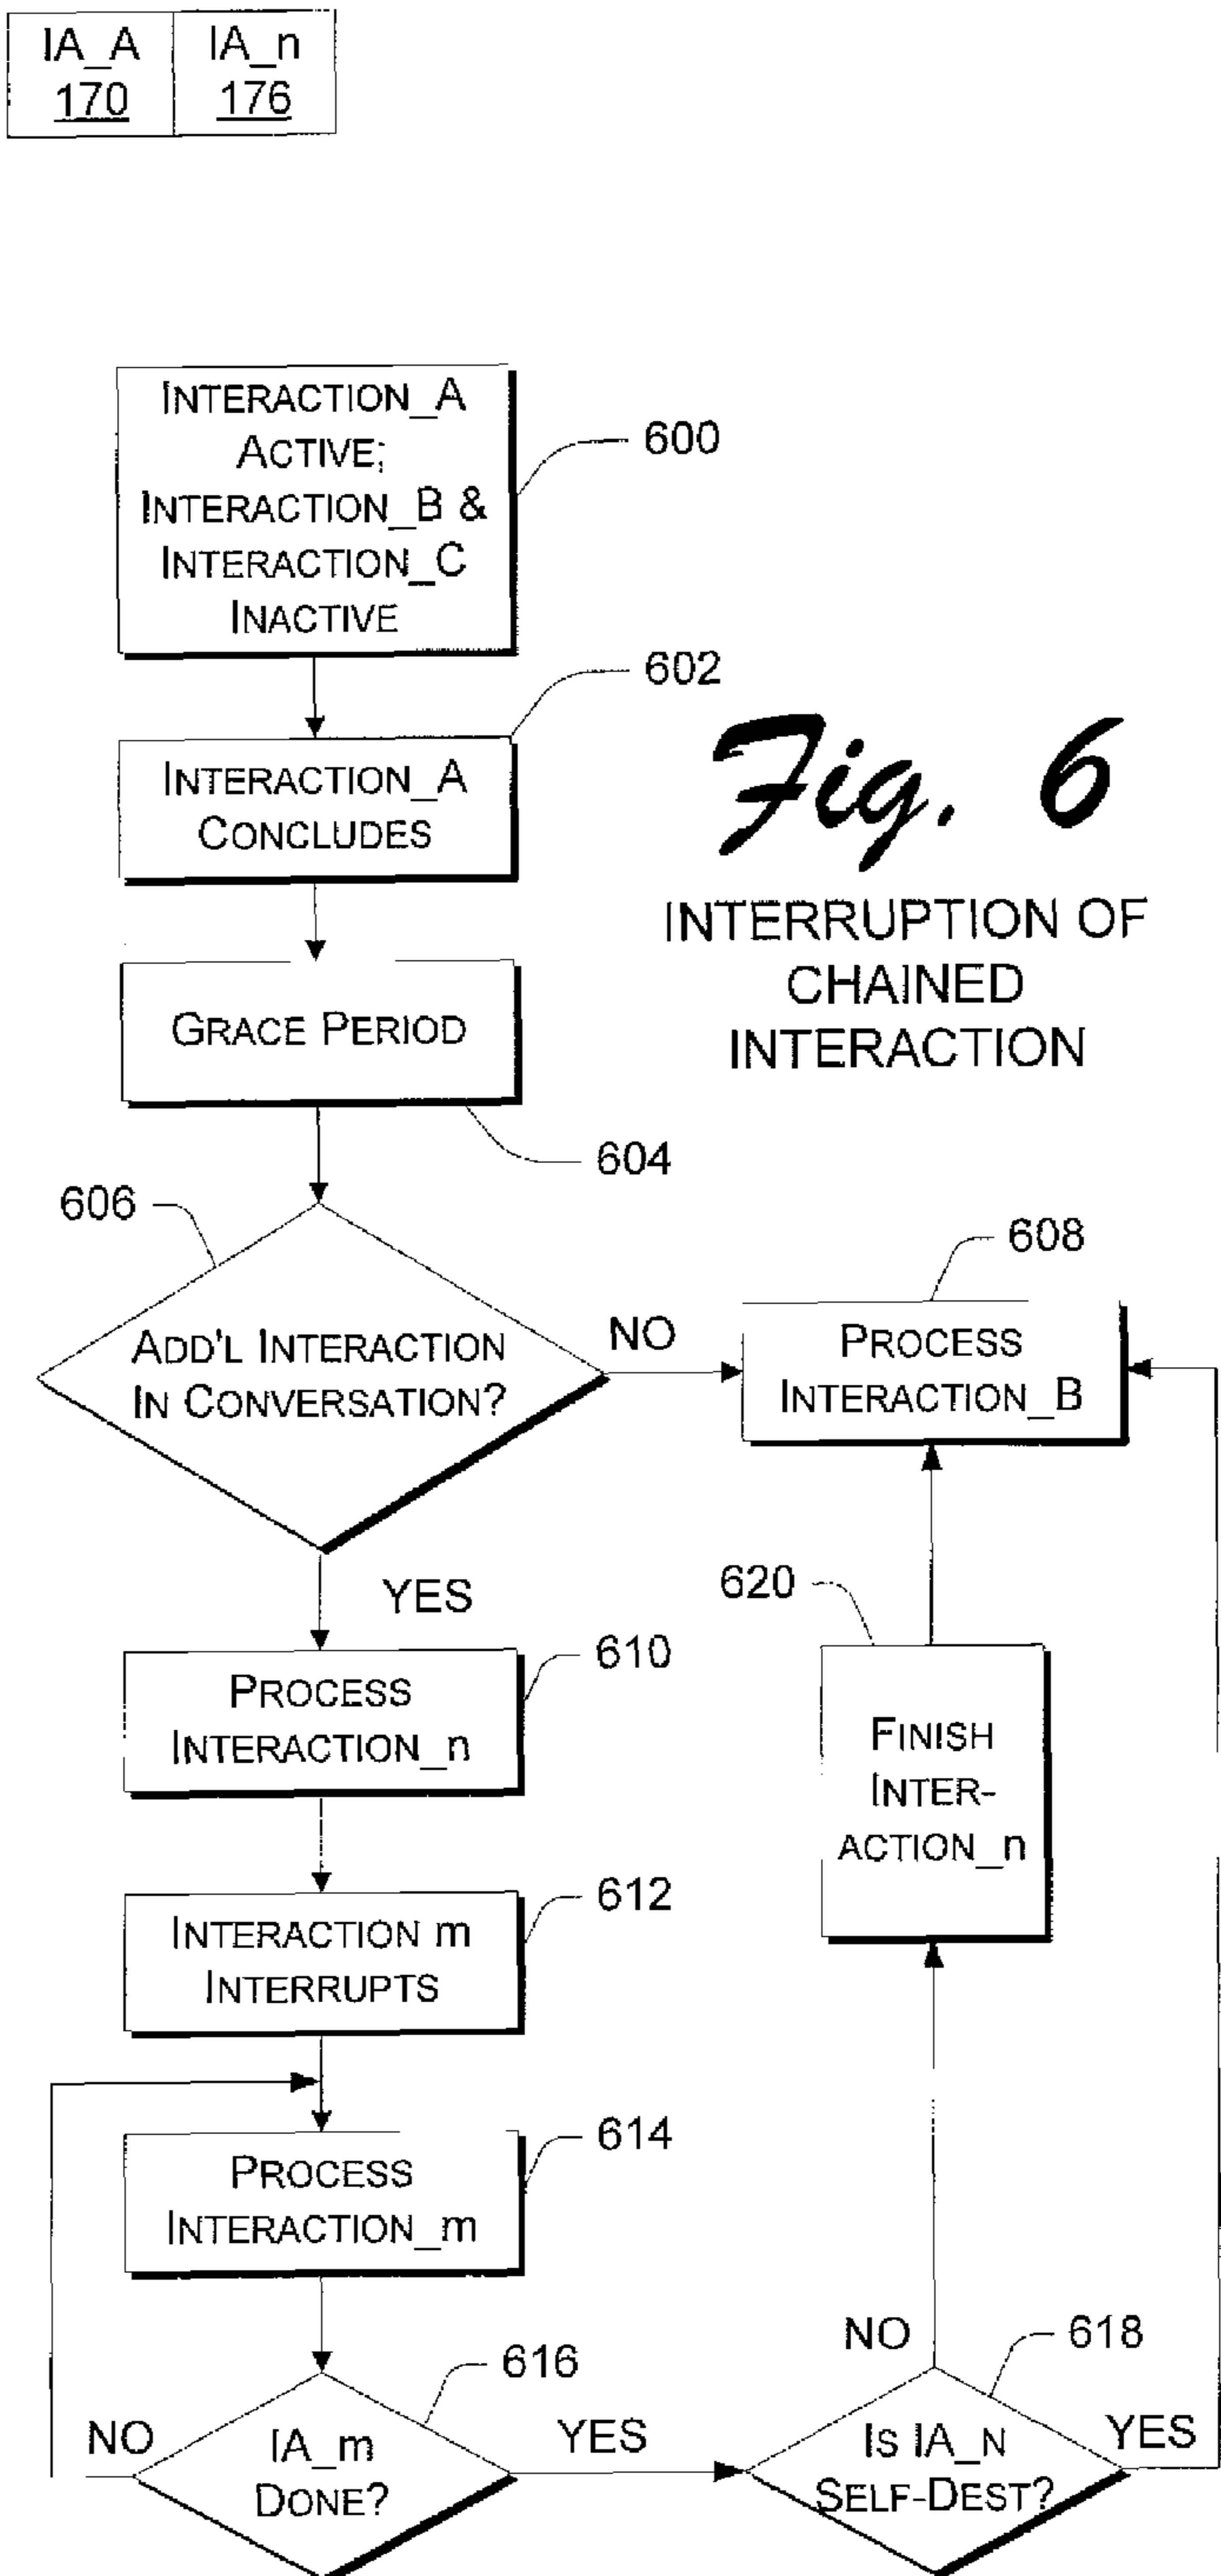 IA_A IA_n
170 176
INTERACTION_A
ACTIVE;
INTERACTION_B &
INTERACTION_C
INACTIVE
600
602
INTERACTION_A
CONCLUDES
Fig. 6
INTERRUPTION OF
CHAINED
INTERACTION
GRACE PERIOD
604
606
ADD'L INTERACTION
IN CONVERSATION?
NO
608
PROCESS
INTERACTION_B
YES
610
PROCESS
INTERACTION_n
620
FINISH
INTER-
ACTION_n
612
INTERACTION m
INTERRUPTS
614
PROCESS
INTERACTION_m
616
IA_m
DONE?
NO
YES
618
IS IA_N
SELF-DEST?
NO
YES